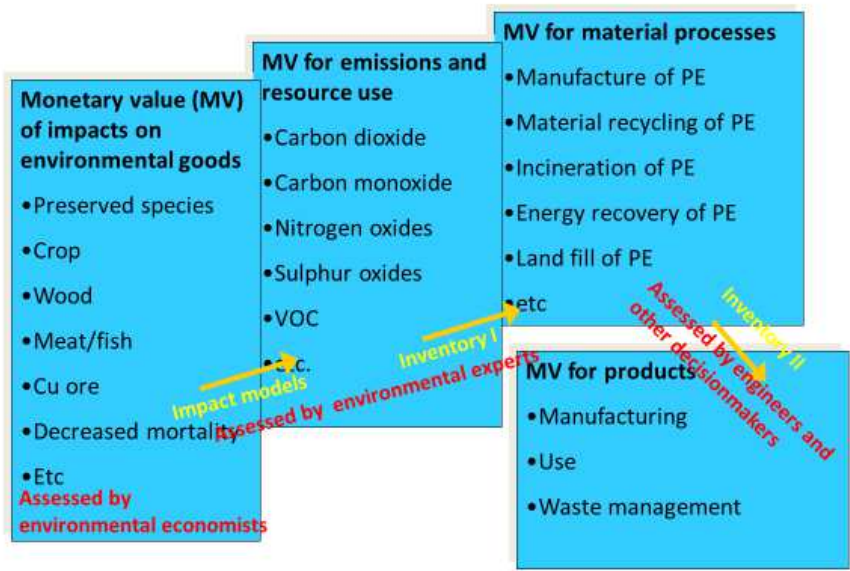 Monetary value (MV)
of impacts on
environmental goods
•Preserved species
•Crop
•Wood
•Meat/fish
•Cu ore
•Decreased mortality
•Etc
Assessed by
environmental economists
Impact models
MV for emissions and
resource use
•Carbon dioxide
•Carbon monoxide
•Nitrogen oxides
•Sulphur oxides
•VOC
•etc.
Inventory I
Assessed by environmental experts
MV for material processes
•Manufacture of PE
•Material recycling of PE
•Incineration of PE
•Energy recovery of PE
•Land fill of PE
•etc
Inventory II
Assessed by engineers and
other decisionmakers
MV for products
•Manufacturing
•Use
•Waste management